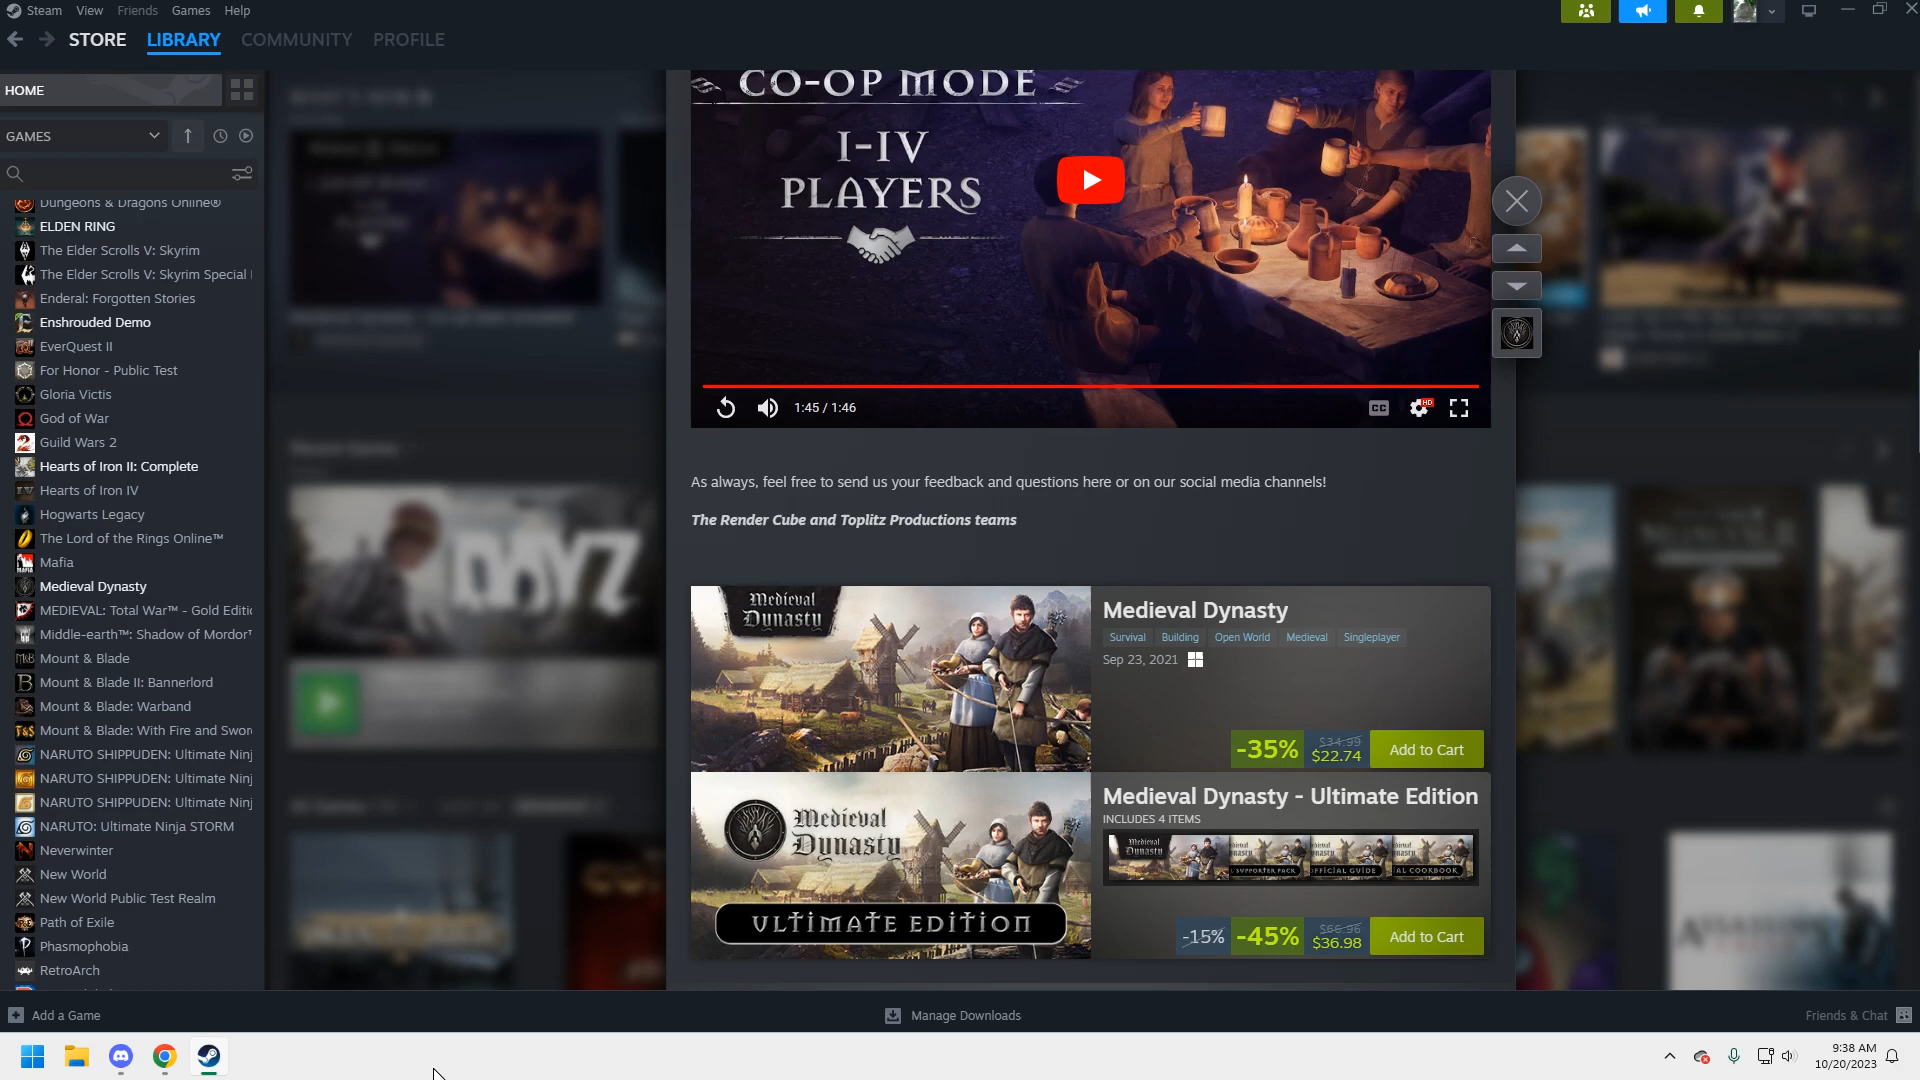 Steam View Friends Games Help
STORE LIBRARY COMMUNITY PROFILE
HOME
GAMES
Dungeons & Dragons Online®
ELDEN RING
The Elder Scrolls V: Skyrim
The Elder Scrolls V: Skyrim Special
Enderal: Forgotten Stories
Enshrouded Demo
EverQuest II
For Honor - Public Test
Gloria Victis
God of War
Guild Wars 2
Hearts of Iron II: Complete
Hearts of Iron IV
Hogwarts Legacy
The Lord of the Rings Online™
Mafia
Medieval Dynasty
MEDIEVAL: Total War™ - Gold Editi
Middle-earth™: Shadow of Mordor
Mount & Blade
Mount & Blade II: Bannerlord
Mount & Blade: Warband
Mount & Blade: With Fire and Swor
NARUTO SHIPPUDEN: Ultimate Ninj
NARUTO SHIPPUDEN: Ultimate Ninj
NARUTO SHIPPUDEN: Ultimate Ninj
NARUTO: Ultimate Ninja STORM
Neverwinter
New World
New World Public Test Realm
Path of Exile
Phasmophobia
RetroArch
DAYZ
CO-OP MODE
I-IV
PLAYERS
1:45 / 1:46
CC
HD
As always, feel free to send us your feedback and questions here or on our social media channels!
The Render Cube and Toplitz Productions teams
Medieval
Dynasty
Medieval Dynasty
Survival Building Open World Medieval Singleplayer
Sep 23, 2021
-35% $34.99 $22.74 Add to Cart
Medieval
Dynasty
ULTIMATE EDITION
Medieval Dynasty - Ultimate Edition
INCLUDES 4 ITEMS
-15% -45% $66.96 $36.98 Add to Cart
Add a Game
Manage Downloads
Friends & Chat
9:38 AM
10/20/2023